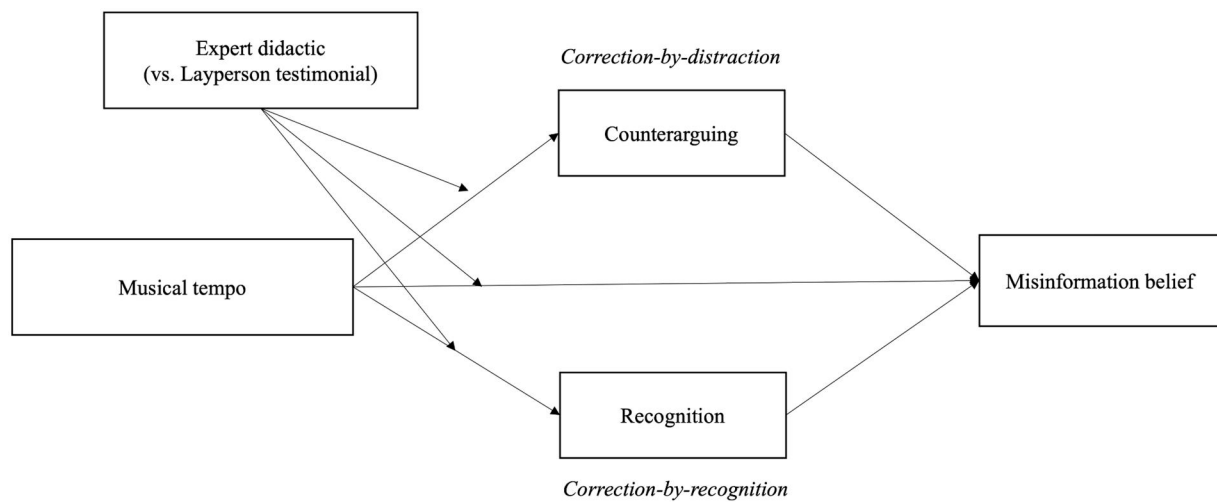 Expert didactic
(vs. Layperson testimonial)
Correction-by-distraction
Counterarguing
Musical tempo
Misinformation belief
Recognition
Correction-by-recognition